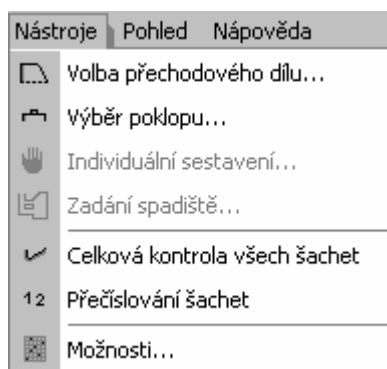 Nástroje Pohled Nápověda
Volba přechodového dílu...
Výběr poklopu...
Individuální sestavení...
Zadání spadiště...
Celková kontrola všech šachet
12 Přečíslování šachet
Možnosti...